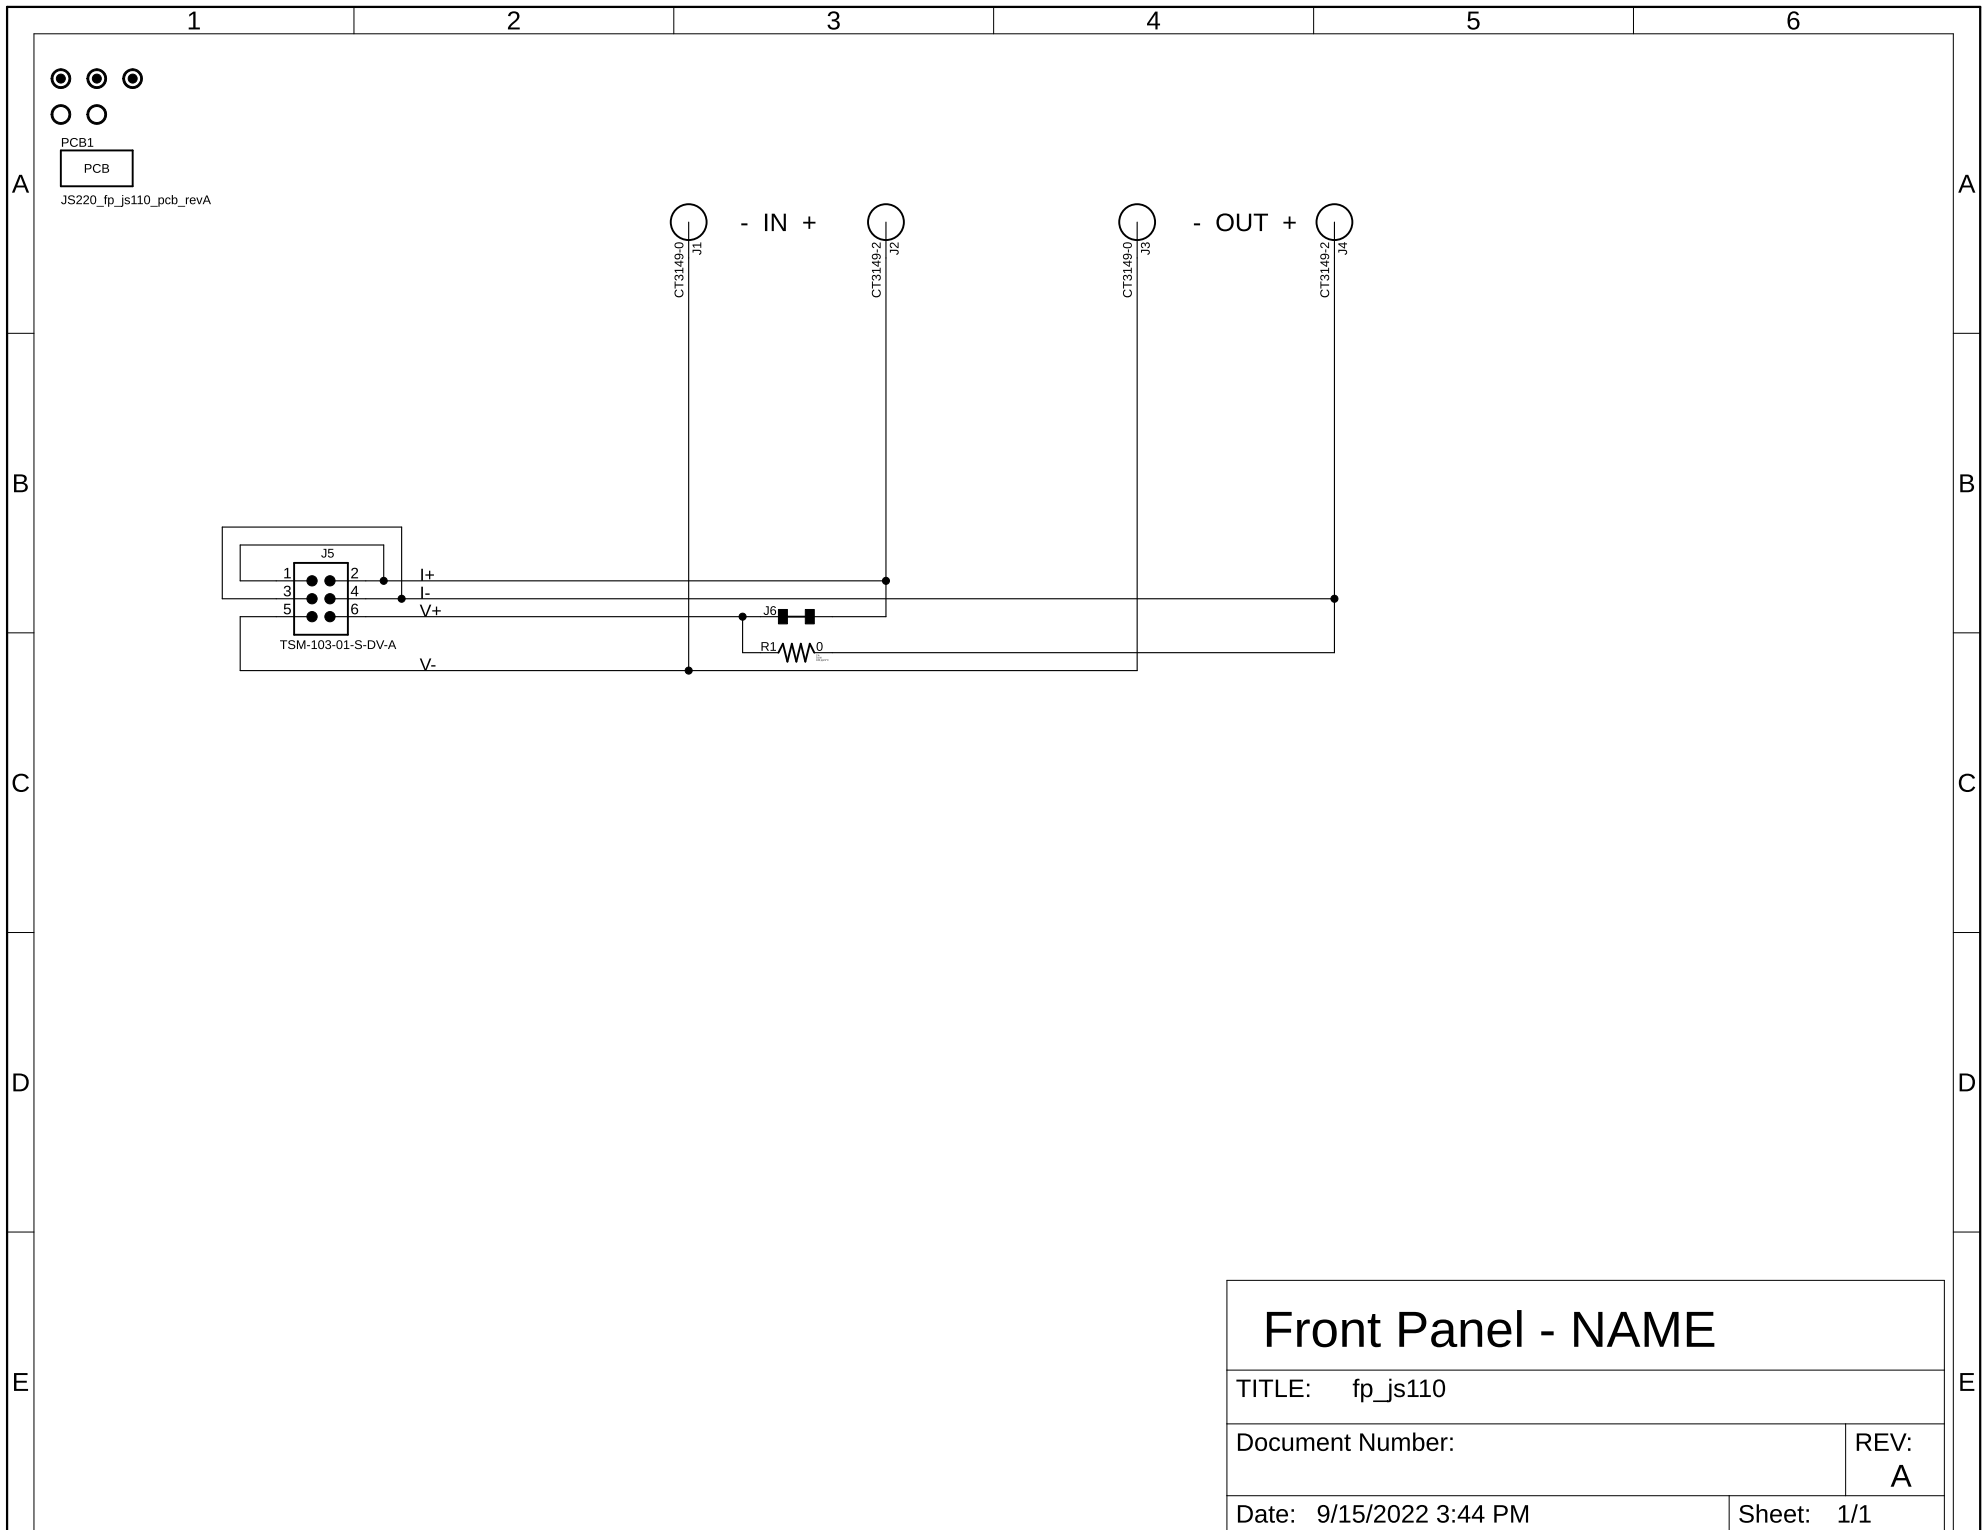 1 2 3 4 5 6
PCB1
PCB
A A
JS220_fp_js110_pcb_revA
- IN + - OUT +
CT3149-0 J1 CT3149-2 J2 CT3149-0 J3 CT3149-2 J4
B B
J5
1 2 I+
3 4 I-
5 6 V+ J6
TSM-103-01-S-DV-A R1 0
V-
C C
D D
Front Panel - NAME
E E
TITLE: fp_js110
Document Number: REV:
A
Date: 9/15/2022 3:44 PM Sheet: 1/1